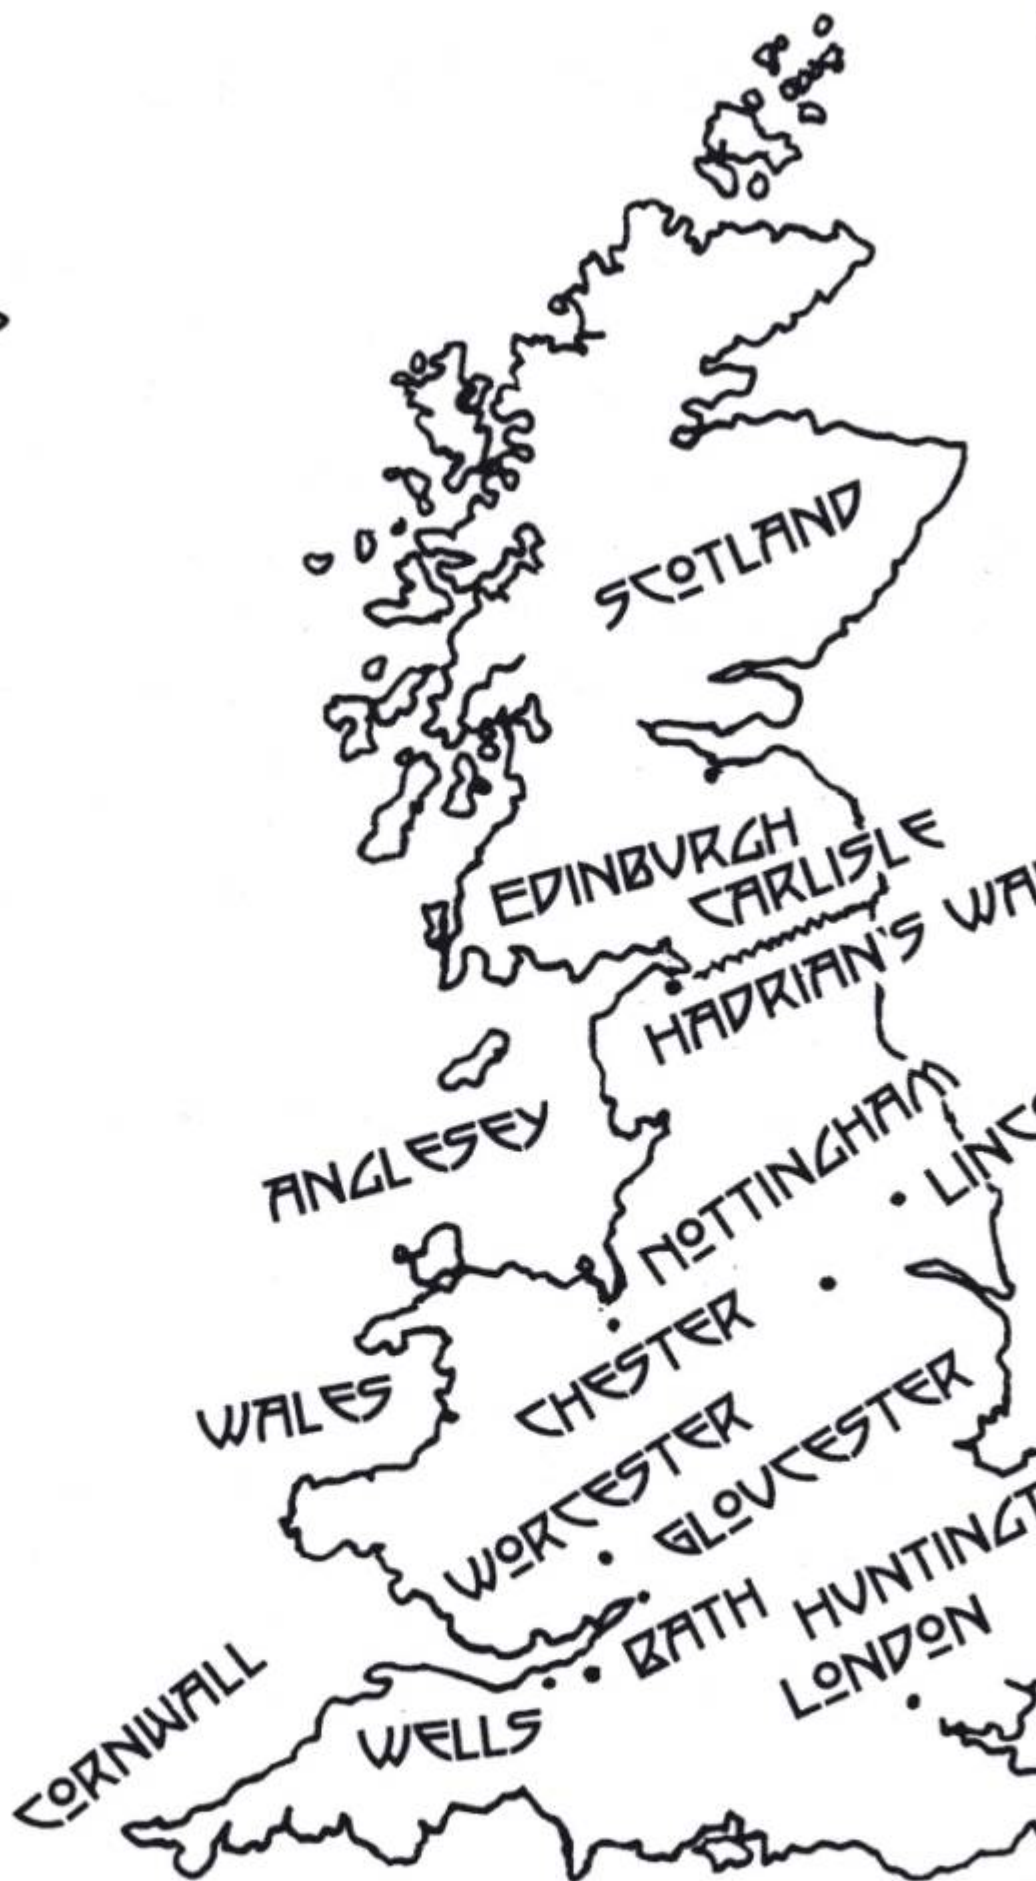 SCOTLAND
EDINBURGH
CARLISLE
HADRIAN'S WA
ANGLESEY
NOTTINGHAM
LINC
CHESTER
WALES
WORCESTER
GLOUCESTER
HUNTINGT
BATH
LONDON
CORNWALL
WELLS